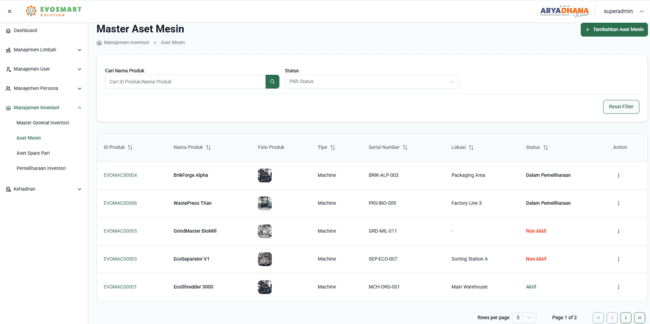 EVOSMART
SOLUTION
ARYADHANA
superadmin
Dashboard
Manajemen Limbah
Manajemen User
Manajemen Persona
Manajemen Inventori
Master General Inventori
Aset Mesin
Aset Spare Part
Pemeliharaan Inventori
Kehadiran
Master Aset Mesin
Manajemen Inventori > Aset Mesin
+ Tambahkan Aset Mesin
Cari Nama Produk
Cari ID Produk/Nama Produk
Status
Pilih Status
Reset Filter
ID Produk Nama Produk Foto Produk Tipe Serial Number Lokasi Status Action
EVOMAC00004 BrikForge Alpha Machine BRIK-ALP-003 Packaging Area Dalam Pemeliharaan
EVOMAC00006 WastePress Titan Machine PRS-BIO-009 Factory Line 3 Dalam Pemeliharaan
EVOMAC00005 GrindMaster BioMill Machine GRD-MIL-011 - Non Aktif
EVOMAC00003 EcoSeparator V1 Machine SEP-ECO-007 Sorting Station A Non Aktif
EVOMAC00001 EcoShredder 3000 Machine MCH-ORG-001 Main Warehouse Aktif
Rows per page 5 Page 1 of 2